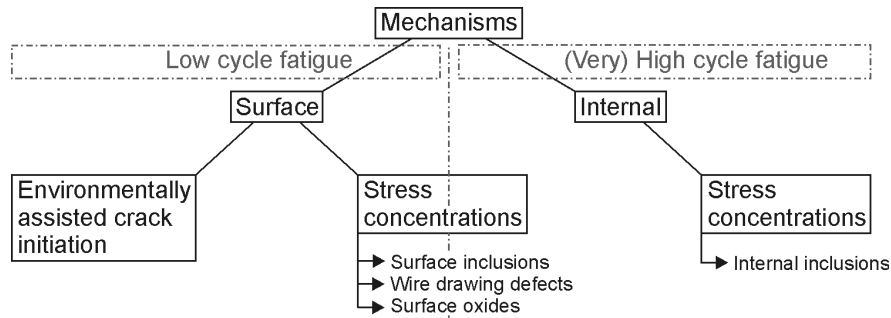 Mechanisms
Low cycle fatigue
(Very) High cycle fatigue
Surface
Internal
Environmentally
assisted crack
initiation
Stress
concentrations
Stress
concentrations
Surface inclusions
Wire drawing defects
Surface oxides
Internal inclusions